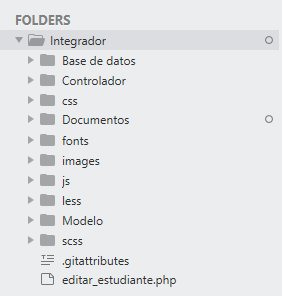 FOLDERS
Integrador
Base de datos
Controlador
css
Documentos
fonts
images
js
less
Modelo
scss
.gitattributes
editar_estudiante.php